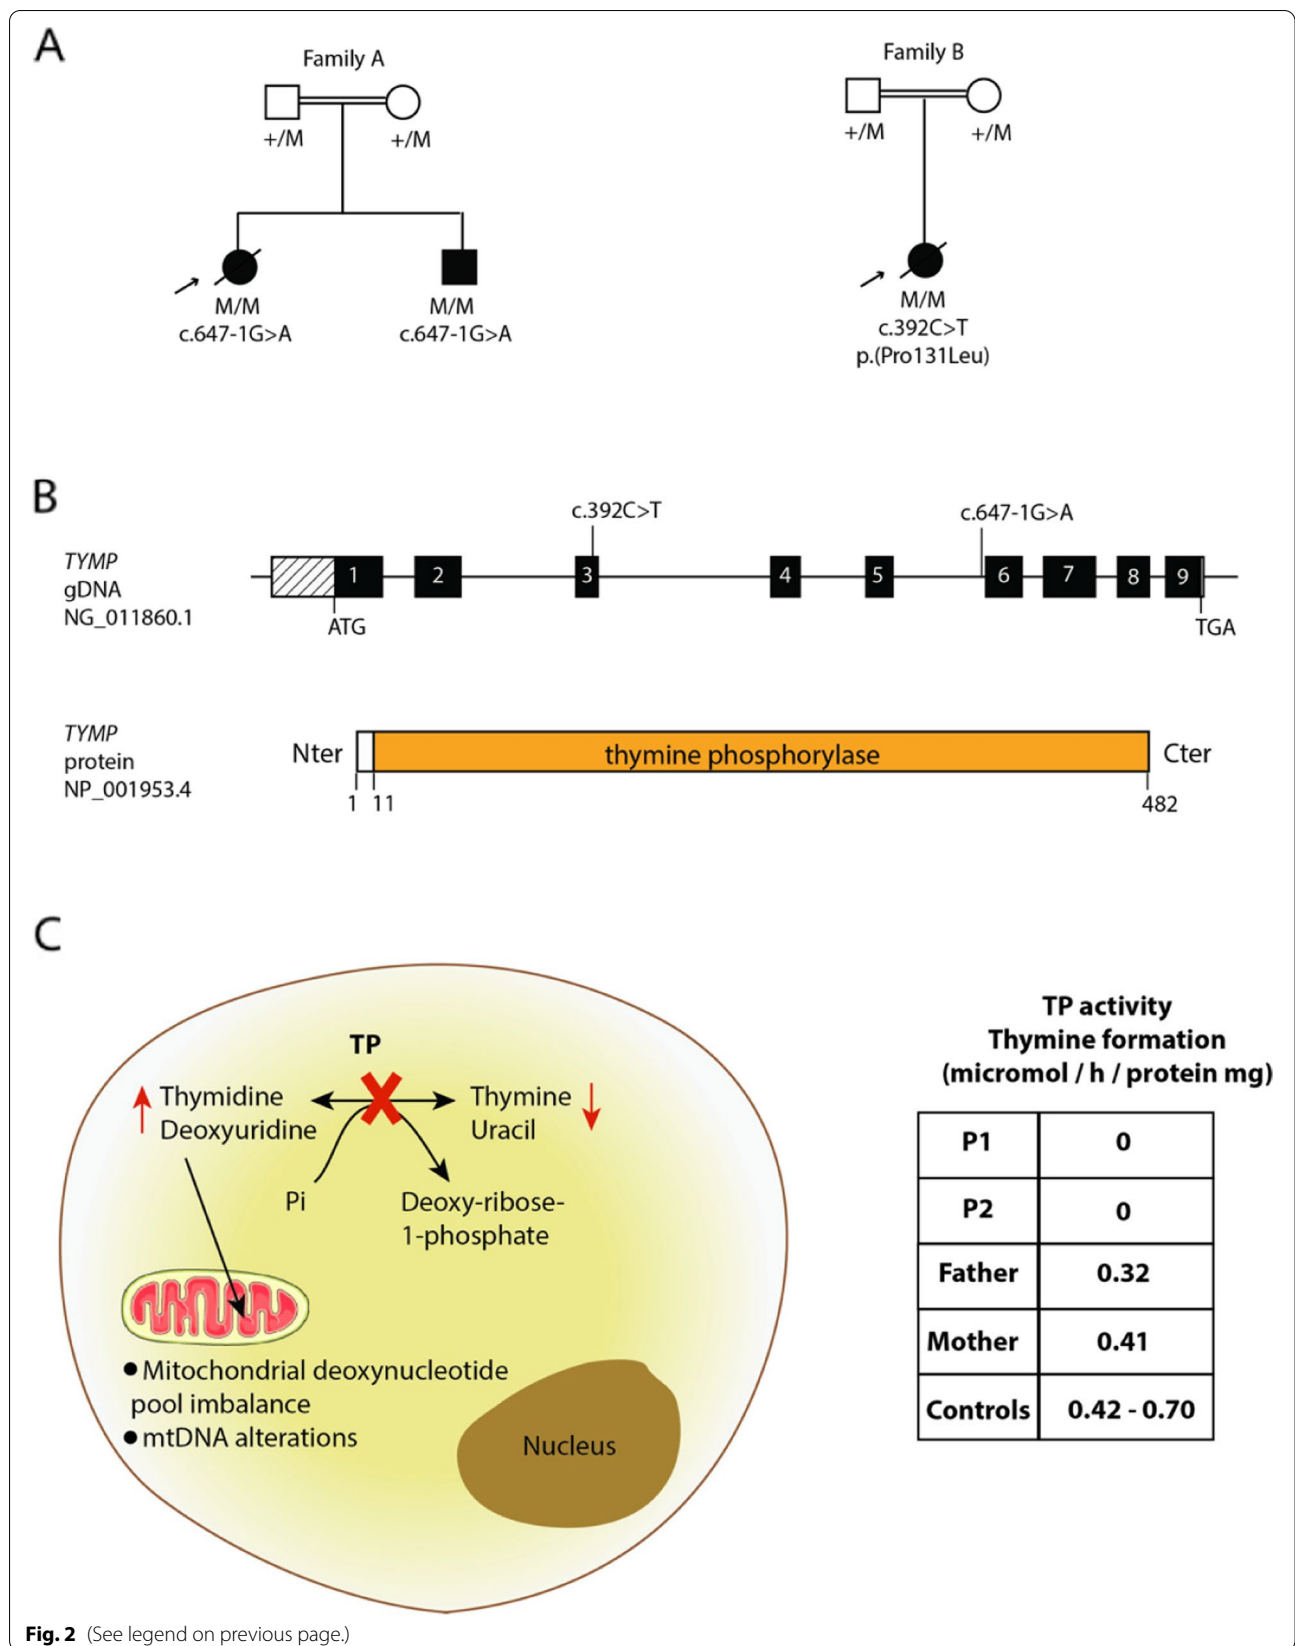 A
Family A
+/M
+/M
M/M
c.647-1G>A
M/M
c.647-1G>A
Family B
+/M
+/M
M/M
c.392C>T
p.(Pro131Leu)
B
c.392C>T
c.647-1G>A
TYMP
gDNA
NG_011860.1
1 2 3 4 5 6 7 8 9
ATG
TGA
TYMP
protein
NP_001953.4
Nter
thymine phosphorylase
Cter
1 11 482
C
TP
Thymidine
Deoxyuridine
Thymine
Uracil
Pi
Deoxy-ribose-
1-phosphate
● Mitochondrial deoxynucleotide
pool imbalance
● mtDNA alterations
Nucleus
TP activity
Thymine formation
(micromol / h / protein mg)
P1 0
P2 0
Father 0.32
Mother 0.41
Controls 0.42 - 0.70
Fig. 2 (See legend on previous page.)